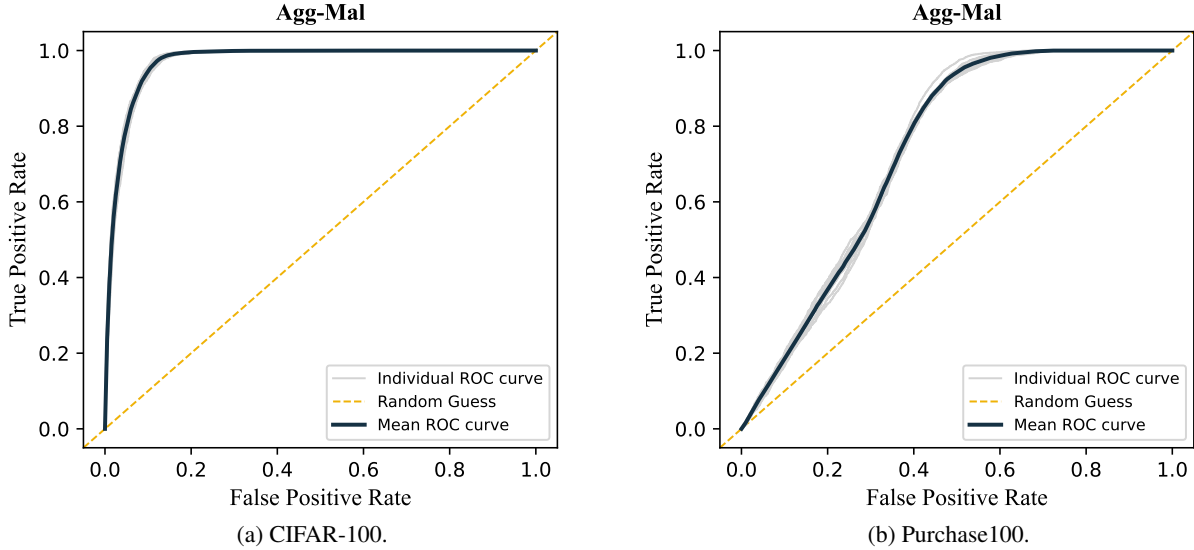 Agg-Mal
1.0
0.8
0.6
0.4
0.2
0.0
True Positive Rate
0.0 0.2 0.4 0.6 0.8 1.0
False Positive Rate
Individual ROC curve
Random Guess
Mean ROC curve
(a) CIFAR-100.
Agg-Mal
1.0
0.8
0.6
0.4
0.2
0.0
True Positive Rate
0.0 0.2 0.4 0.6 0.8 1.0
False Positive Rate
Individual ROC curve
Random Guess
Mean ROC curve
(b) Purchase100.